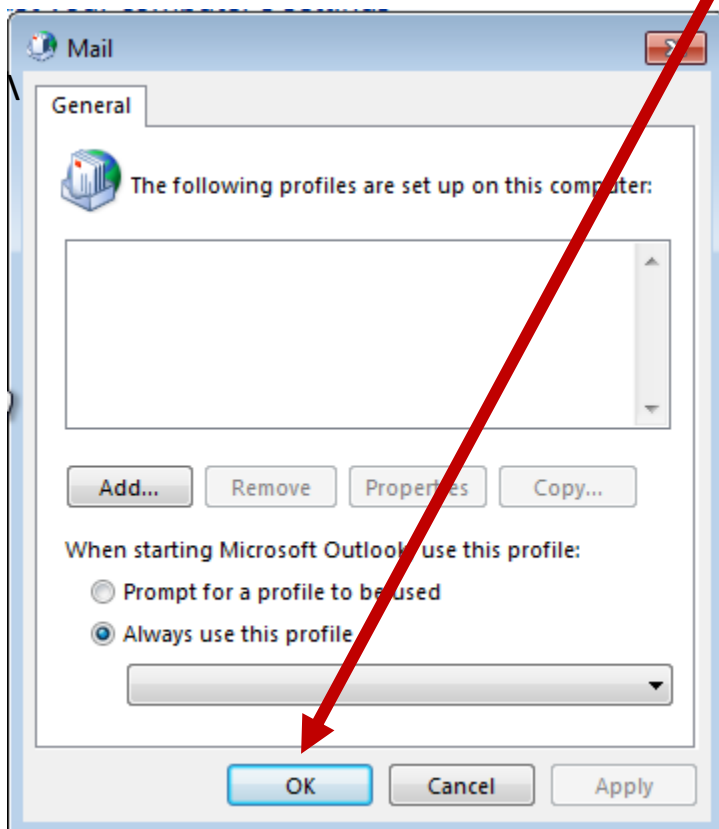 Mail
General
The following profiles are set up on this computer:
Add... Remove Properties Copy...
When starting Microsoft Outlook, use this profile:
Prompt for a profile to be used
Always use this profile
OK Cancel Apply